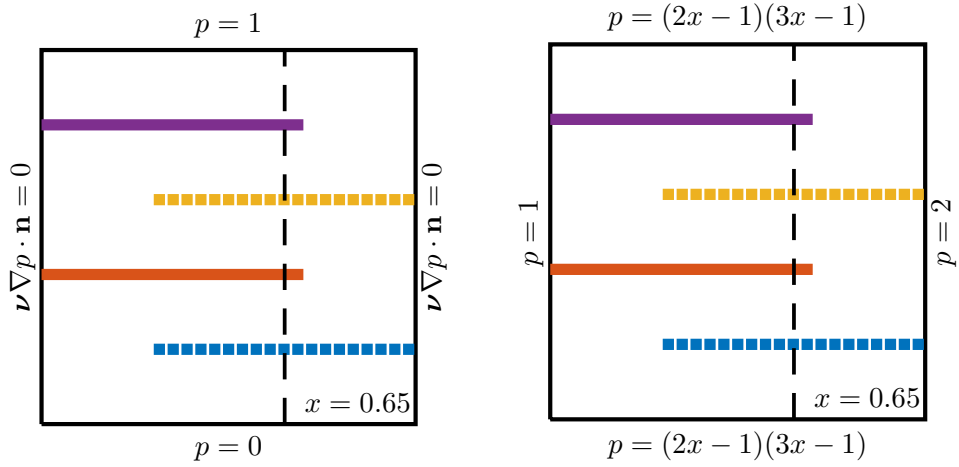 p = 1
𝝂∇p · 𝐧 = 0
𝝂∇p · 𝐧 = 0
x = 0.65
p = 0
p = (2x − 1)(3x − 1)
p = 1
p = 2
x = 0.65
p = (2x − 1)(3x − 1)